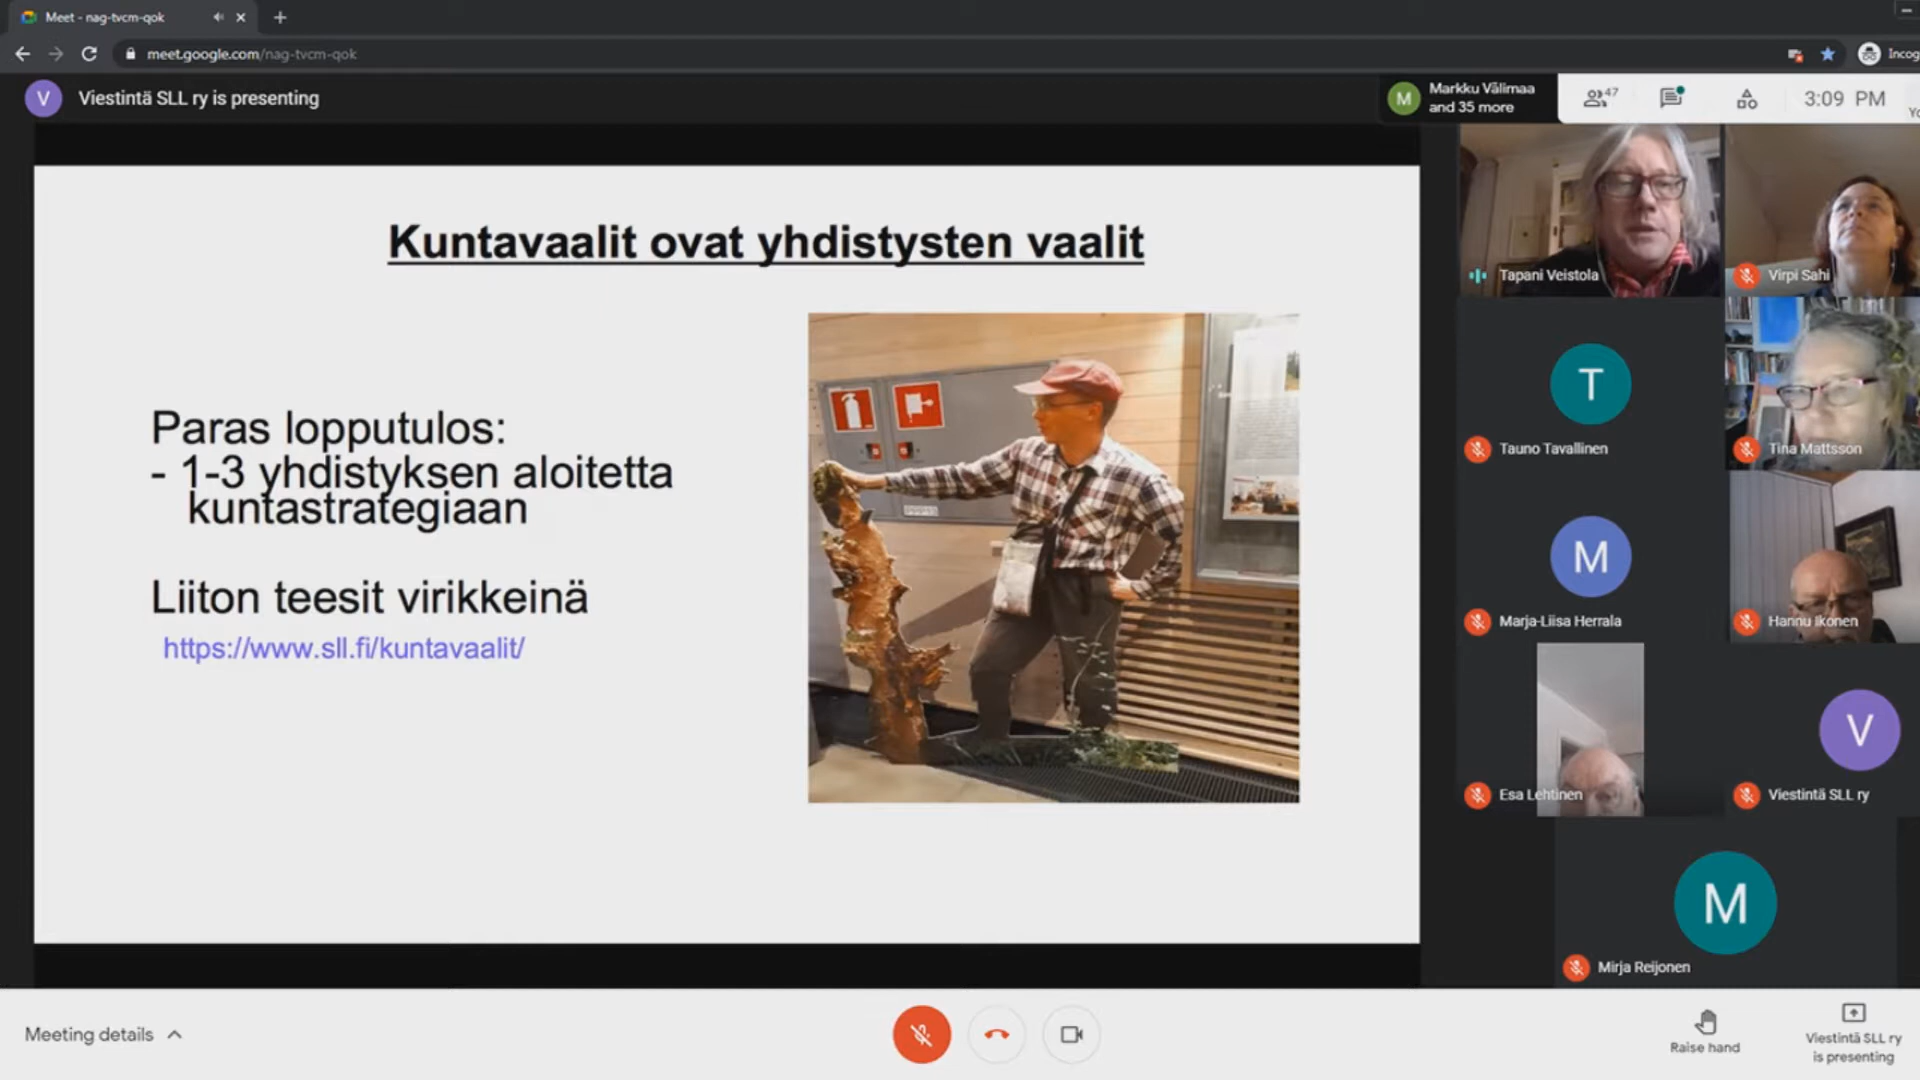 Meet - nag-tvcm-qok
meet.google.com/nag-tvcm-qok
Incog
V
Viestintä SLL ry is presenting
M
Markku Välimaa
and 35 more
47
3:09 PM
Yo
Kuntavaalit ovat yhdistysten vaalit
Paras lopputulos:
- 1-3 yhdistyksen aloitetta
kuntastrategiaan
Liiton teesit virikkeinä
https://www.sll.fi/kuntavaalit/
Tapani Veistola
Virpi Sahi
T
Tauno Tavallinen
Tina Mattsson
M
Marja-Liisa Herrala
Hannu Ikonen
Esa Lehtinen
V
Viestintä SLL ry
M
Mirja Reijonen
Meeting details
Raise hand
Viestintä SLL ry
is presenting